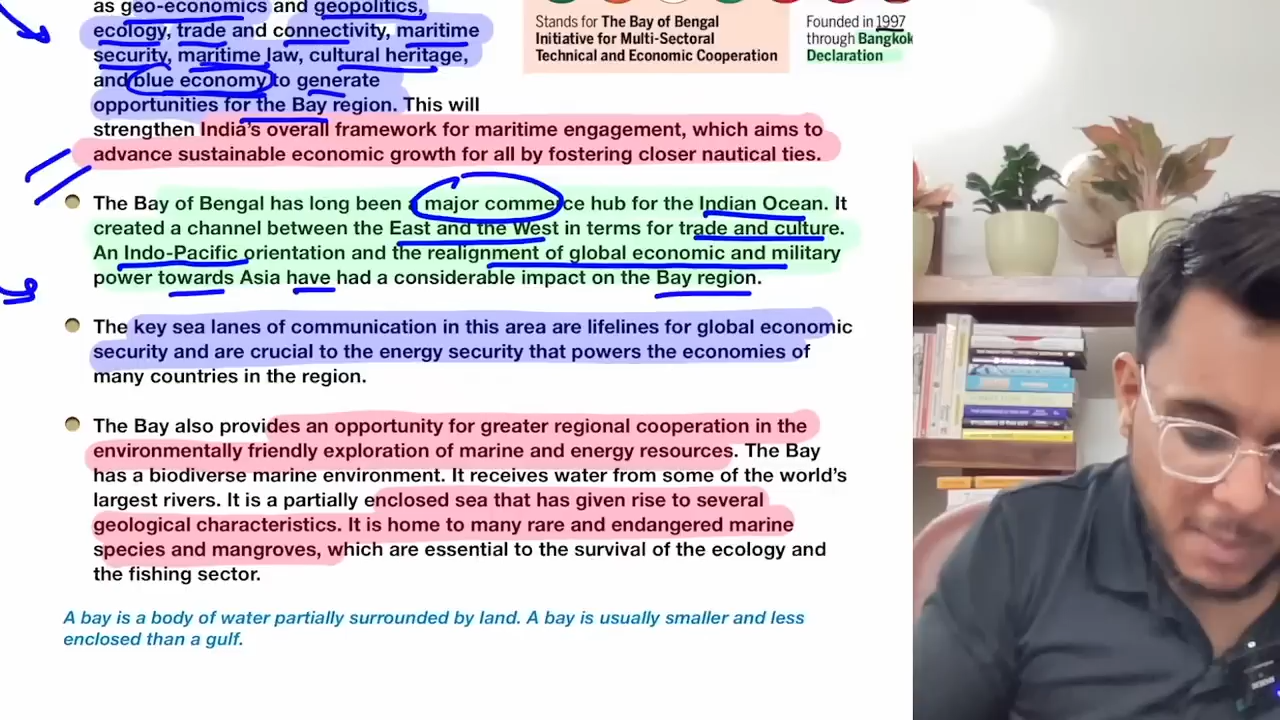 as geo-economics and geopolitics,
ecology, trade and connectivity, maritime
security, maritime law, cultural heritage,
and blue economy to generate
opportunities for the Bay region. This will
strengthen India's overall framework for maritime engagement, which aims to
advance sustainable economic growth for all by fostering closer nautical ties.
Stands for The Bay of Bengal
Initiative for Multi-Sectoral
Technical and Economic Cooperation
Founded in 1997
through Bangkok
Declaration
The Bay of Bengal has long been a major commerce hub for the Indian Ocean. It
created a channel between the East and the West in terms for trade and culture.
An Indo-Pacific orientation and the realignment of global economic and military
power towards Asia have had a considerable impact on the Bay region.
The key sea lanes of communication in this area are lifelines for global economic
security and are crucial to the energy security that powers the economies of
many countries in the region.
The Bay also provides an opportunity for greater regional cooperation in the
environmentally friendly exploration of marine and energy resources. The Bay
has a biodiverse marine environment. It receives water from some of the world's
largest rivers. It is a partially enclosed sea that has given rise to several
geological characteristics. It is home to many rare and endangered marine
species and mangroves, which are essential to the survival of the ecology and
the fishing sector.
A bay is a body of water partially surrounded by land. A bay is usually smaller and less
enclosed than a gulf.